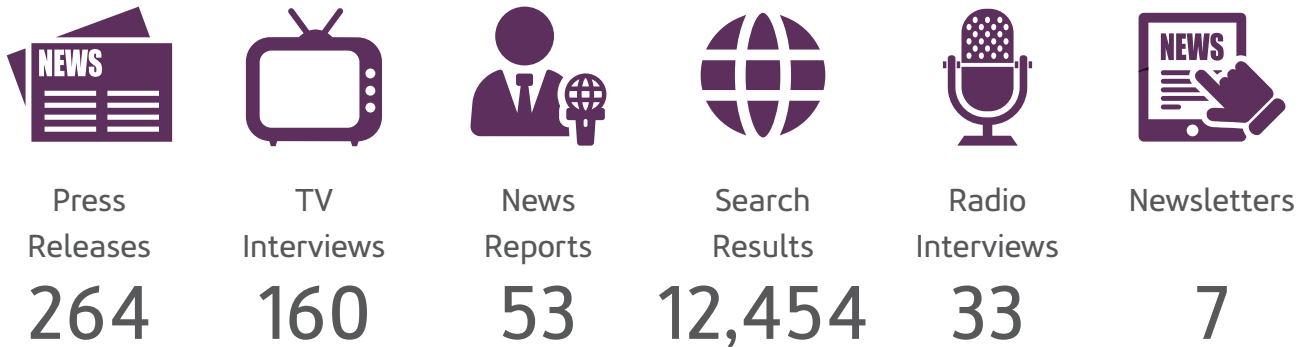 NEWS
NEWS
Press
Releases
264
TV
Interviews
160
News
Reports
53
Search
Results
12,454
Radio
Interviews
33
Newsletters
7